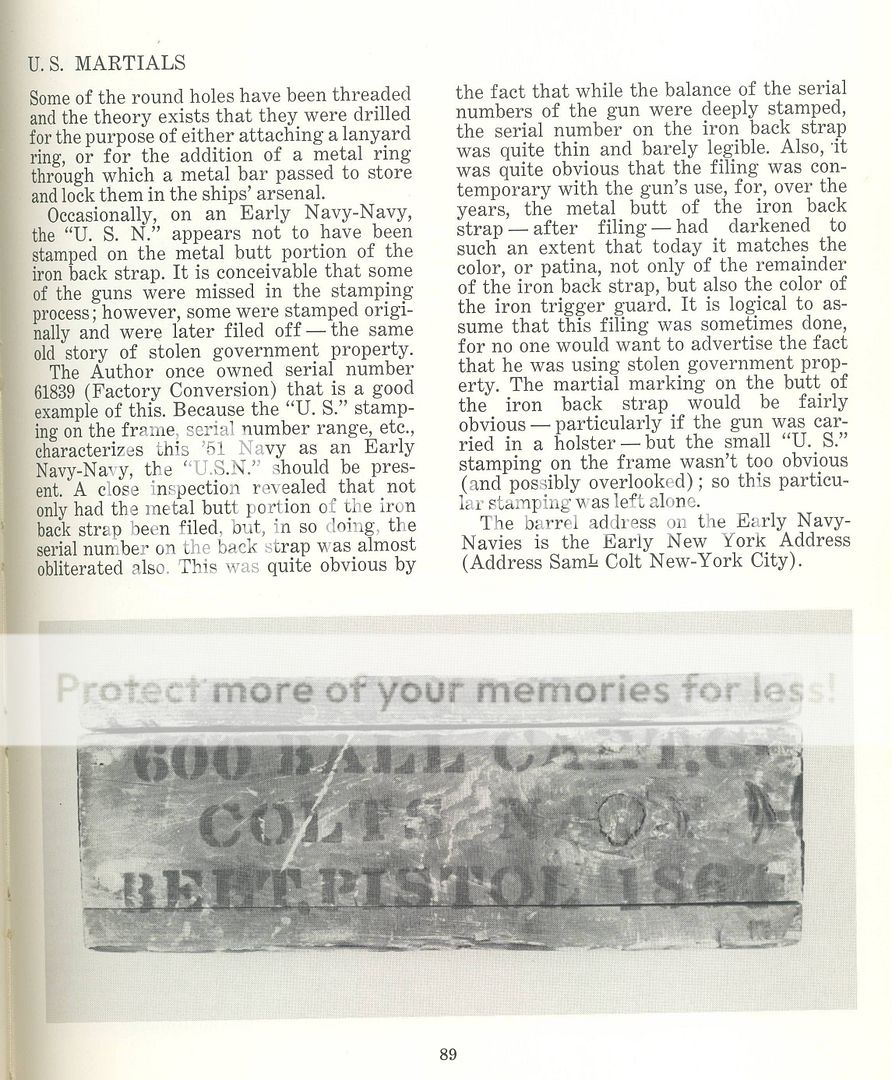 U. S. MARTIALS
Some of the round holes have been threaded
and the theory exists that they were drilled
for the purpose of either attaching a lanyard
ring, or for the addition of a metal ring
through which a metal bar passed to store
and lock them in the ships' arsenal.
Occasionally, on an Early Navy-Navy,
the “U. S. N.” appears not to have been
stamped on the metal butt portion of the
iron back strap. It is conceivable that some
of the guns were missed in the stamping
process; however, some were stamped origi-
nally and were later filed off — the same
old story of stolen government property.
The Author once owned serial number
61839 (Factory Conversion) that is a good
example of this. Because the “U. S.” stamp-
ing on the frame, serial number range, etc.,
characterizes this '51 Navy as an Early
Navy-Navy, the “U.S.N.” should be pres-
ent. A close inspection revealed that not
only had the metal butt portion of the iron
back strap been filed, but, in so doing, the
serial number on the back strap was almost
obliterated also. This was quite obvious by
the fact that while the balance of the serial
numbers of the gun were deeply stamped,
the serial number on the iron back strap
was quite thin and barely legible. Also, it
was quite obvious that the filing was con-
temporary with the gun's use, for, over the
years, the metal butt of the iron back
strap — after filing — had darkened to
such an extent that today it matches the
color, or patina, not only of the remainder
of the iron back strap, but also the color of
the iron trigger guard. It is logical to as-
sume that this filing was sometimes done,
for no one would want to advertise the fact
that he was using stolen government prop-
erty. The martial marking on the butt of
the iron back strap would be fairly
obvious — particularly if the gun was car-
ried in a holster — but the small “U. S.”
stamping on the frame wasn't too obvious
(and possibly overlooked) ; so this particu-
lar stamping was left alone.
The barrel address on the Early Navy-
Navies is the Early New York Address
(Address SamL Colt New-York City).
Protect more of your memories for less!
600 BALL
COLTS
BELT PISTOL
89